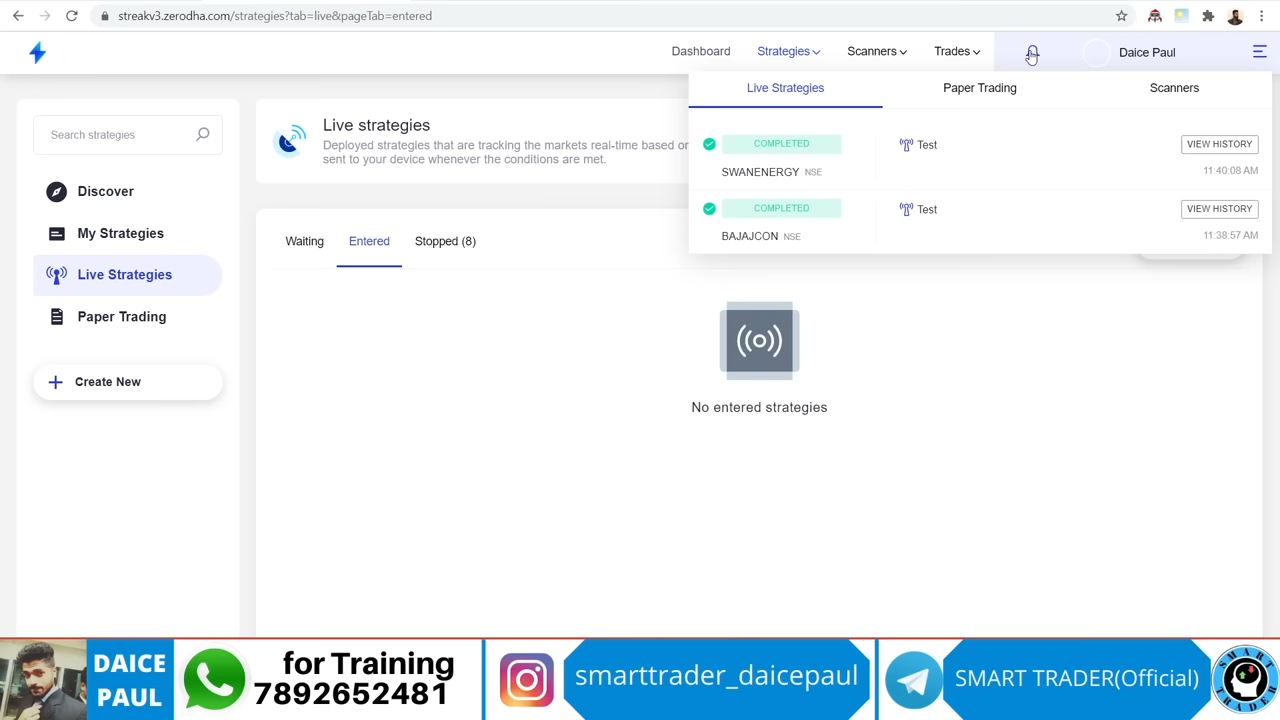 streakv3.zerodha.com/strategies?tab=live&pageTab=entered
Dashboard Strategies Scanners Trades Daice Paul
Live Strategies Paper Trading Scanners
Search strategies
Discover
My Strategies
Live Strategies
Paper Trading
Create New
Live strategies
Deployed strategies that are tracking the markets real-time based or
sent to your device whenever the conditions are met.
COMPLETED Test VIEW HISTORY
SWANENERGY NSE 11:40:08 AM
COMPLETED Test VIEW HISTORY
BAJAJCON NSE 11:38:57 AM
Waiting Entered Stopped (8)
No entered strategies
DAICE
PAUL
for Training
7892652481
smarttrader_daicepaul
SMART TRADER(Official)
SMART
TRADER